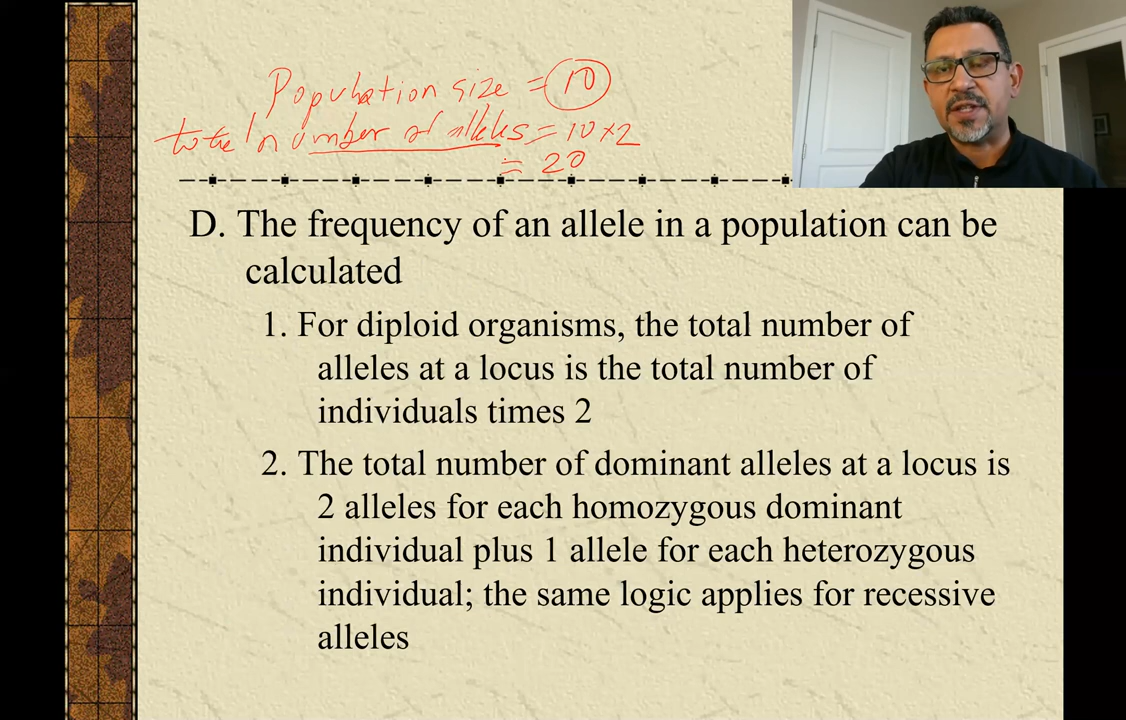 Population size = 10
total number of alleles = 10 × 2
= 20
D. The frequency of an allele in a population can be
calculated
1. For diploid organisms, the total number of
alleles at a locus is the total number of
individuals times 2
2. The total number of dominant alleles at a locus is
2 alleles for each homozygous dominant
individual plus 1 allele for each heterozygous
individual; the same logic applies for recessive
alleles